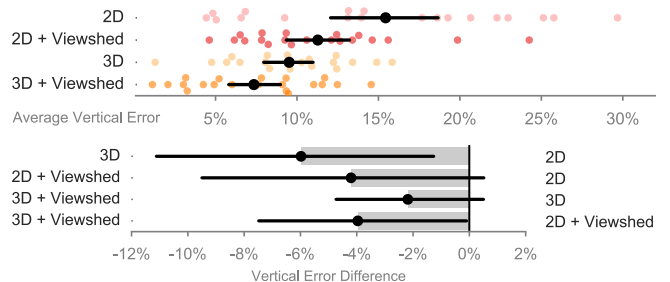 2D
2D + Viewshed
3D
3D + Viewshed
Average Vertical Error 5% 10% 15% 20% 25% 30%
3D 2D
2D + Viewshed 2D
3D + Viewshed 3D
3D + Viewshed 2D + Viewshed
-12% -10% -8% -6% -4% -2% 0% 2%
Vertical Error Difference